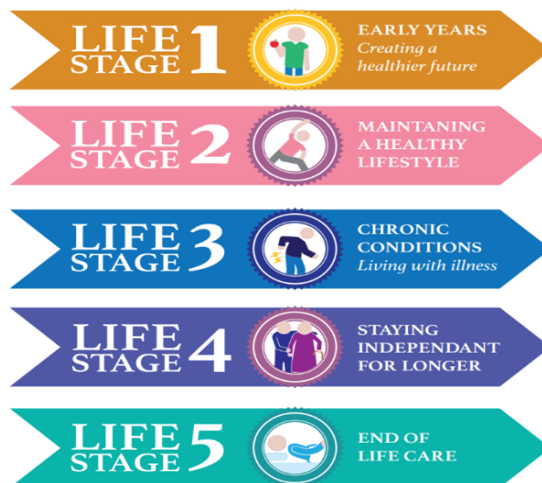 LIFE STAGE 1
EARLY YEARS
Creating a
healthier future
LIFE STAGE 2
MAINTANING
A HEALTHY
LIFESTYLE
LIFE STAGE 3
CHRONIC
CONDITIONS
Living with illness
LIFE STAGE 4
STAYING
INDEPENDANT
FOR LONGER
LIFE STAGE 5
END OF
LIFE CARE